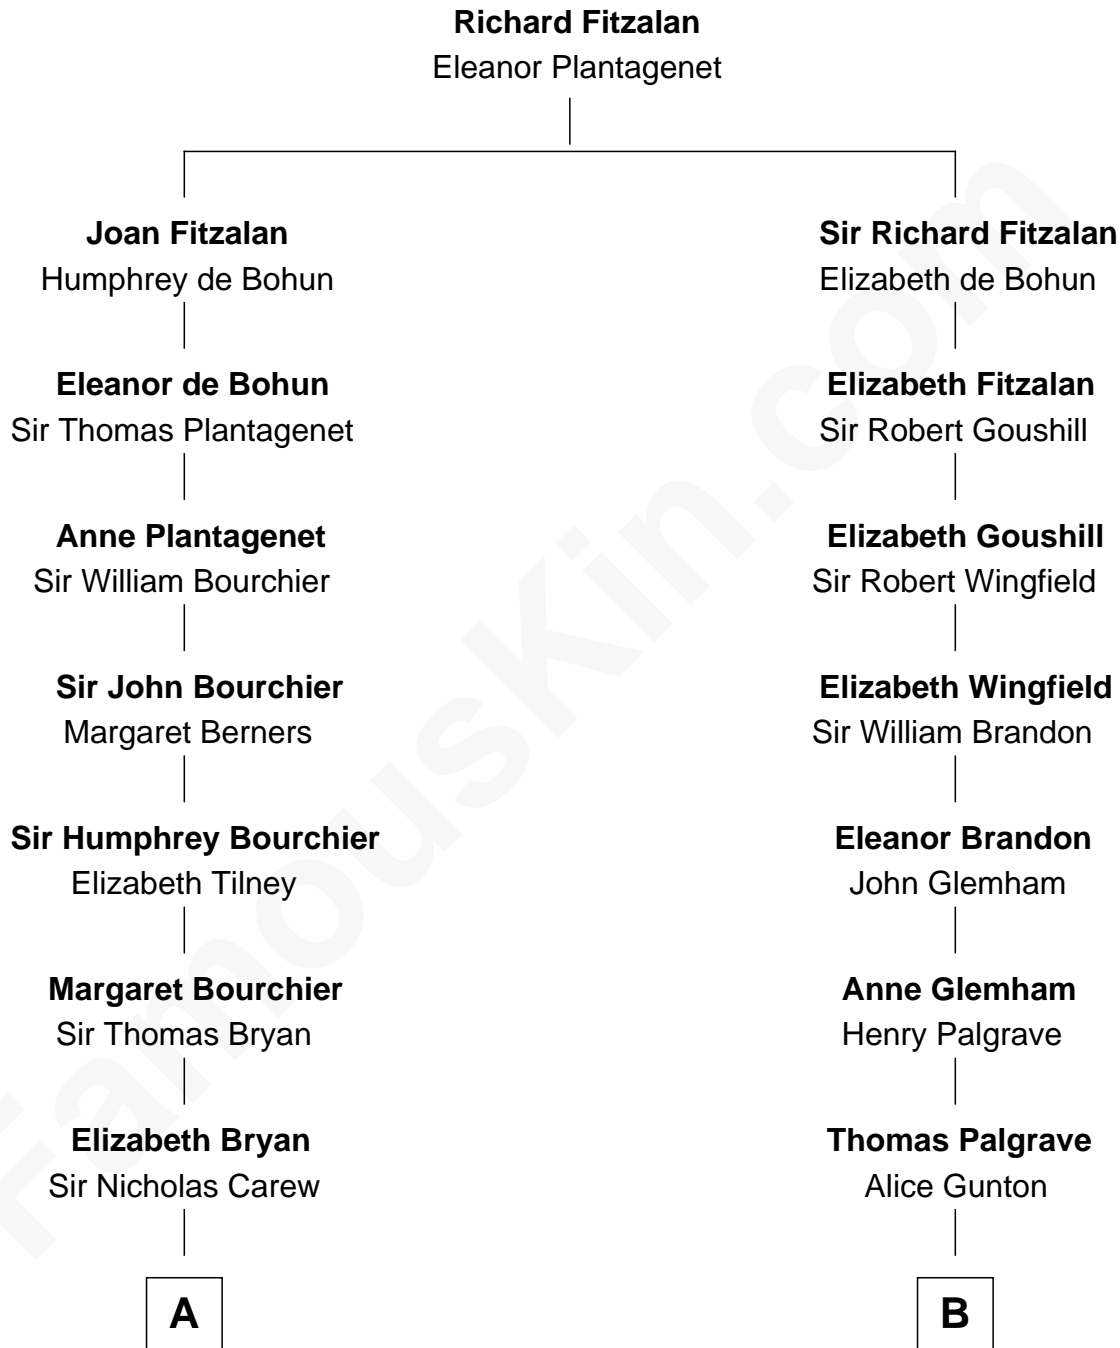 Richard Fitzalan
Eleanor Plantagenet
Joan Fitzalan
Humphrey de Bohun
Sir Richard Fitzalan
Elizabeth de Bohun
Eleanor de Bohun
Sir Thomas Plantagenet
Elizabeth Fitzalan
Sir Robert Goushill
Anne Plantagenet
Sir William Bourchier
Elizabeth Goushill
Sir Robert Wingfield
Sir John Bourchier
Margaret Berners
Elizabeth Wingfield
Sir William Brandon
Sir Humphrey Bourchier
Elizabeth Tilney
Eleanor Brandon
John Glemham
Margaret Bourchier
Sir Thomas Bryan
Anne Glemham
Henry Palgrave
Elizabeth Bryan
Sir Nicholas Carew
Thomas Palgrave
Alice Gunton
A
B
FamousKin.com